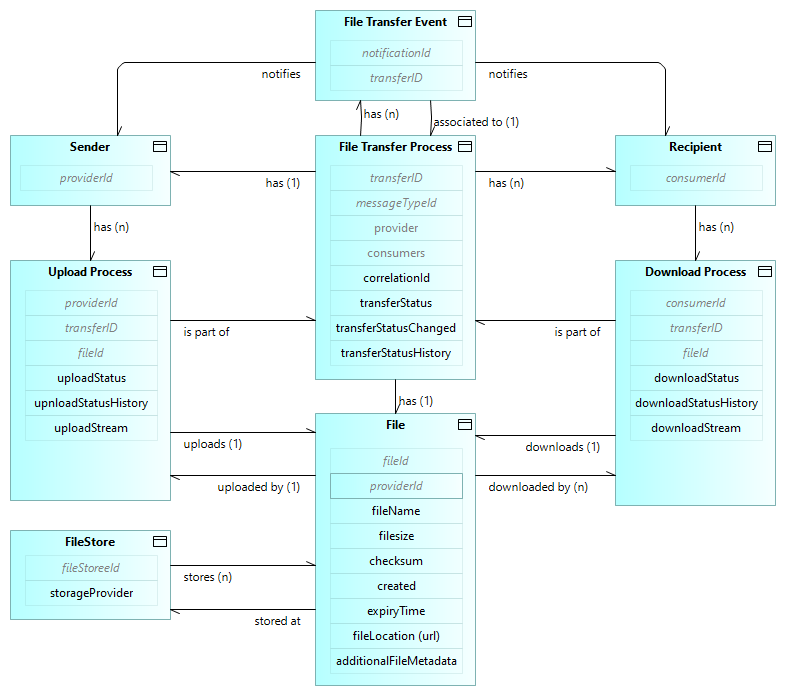 File Transfer Event
notificationId
transferID
notifies
notifies
has (n)
associated to (1)
Sender
providerId
File Transfer Process
transferID
messageTypeId
provider
consumers
correlationId
transferStatus
transferStatusChanged
transferStatusHistory
Recipient
consumerId
has (1)
has (n)
has (n)
has (n)
Upload Process
providerId
transferID
fileId
uploadStatus
upnloadStatusHistory
uploadStream
Download Process
consumerId
transferID
fileId
downloadStatus
downloadStatusHistory
downloadStream
is part of
is part of
has (1)
File
fileId
providerId
fileName
filesize
checksum
created
expiryTime
fileLocation (url)
additionalFileMetadata
uploads (1)
downloads (1)
uploaded by (1)
downloaded by (n)
FileStore
fileStoreeId
storageProvider
stores (n)
stored at